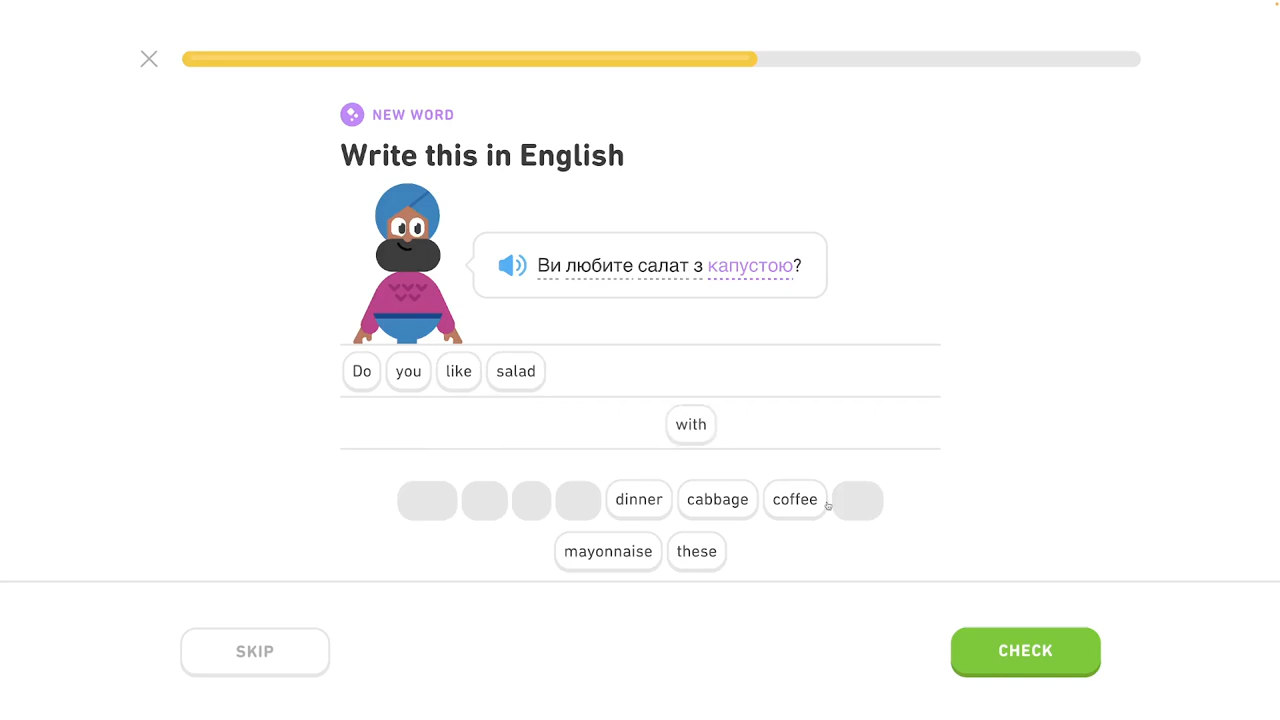 NEW WORD
Write this in English
Ви любите салат з капустою?
Do you like salad
with
dinner cabbage coffee
mayonnaise these
SKIP CHECK